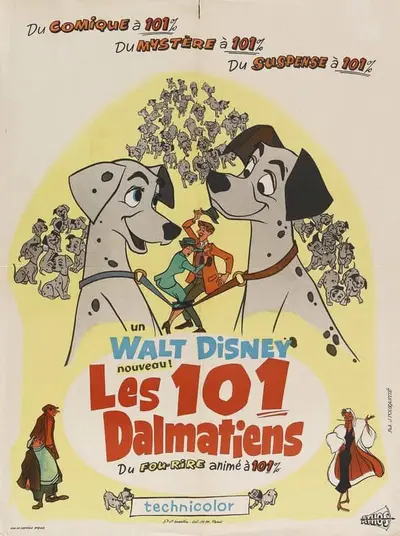 Du COMIQUE à 101%
Du MYSTÈRE à 101%
Du SUSPENSE à 101%
un
WALT DISNEY
nouveau!
Les 101
Dalmatiens
Du FOU-RIRE animé à 101%
technicolor
ATHOS